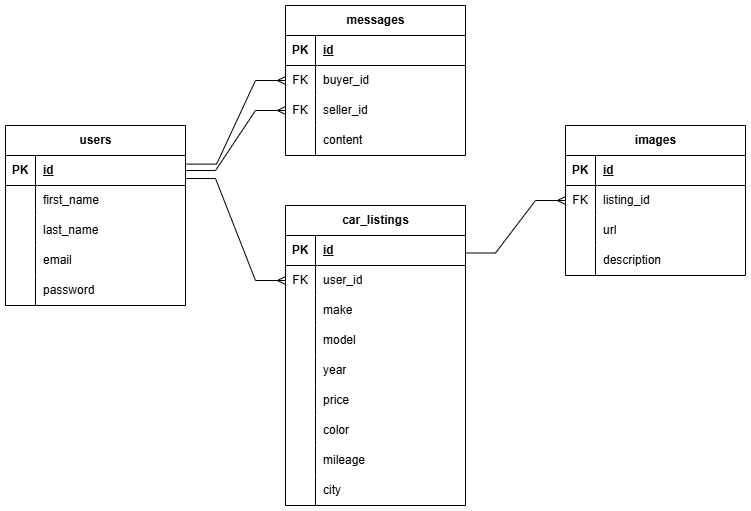 messages
PK id
FK buyer_id
FK seller_id
content
users
PK id
first_name
last_name
email
password
car_listings
PK id
FK user_id
make
model
year
price
color
mileage
city
images
PK id
FK listing_id
url
description